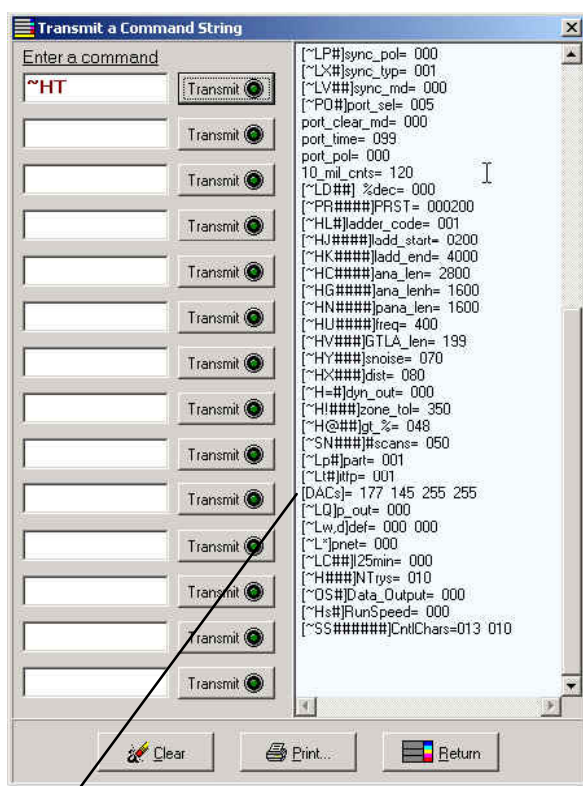 Transmit a Command String
Enter a command
~HT
Transmit
Transmit
Transmit
Transmit
Transmit
Transmit
Transmit
Transmit
Transmit
Transmit
Transmit
Transmit
Transmit
Transmit
[~LP#]sync_pol= 000
[~LX#]sync_typ= 001
[~LV##]sync_md= 000
[~PO#]port_sel= 005
port_clear_md= 000
port_time= 099
port_pol= 000
10_mil_cnts= 120
[~LD##] %dec= 000
[~PR####]PRST= 000200
[~HL#]ladder_code= 001
[~HJ####]ladd_start= 0200
[~HK####]ladd_end= 4000
[~HC####]ana_len= 2800
[~HG####]ana_lenh= 1600
[~HN####]pana_len= 1600
[~HU####]freq= 400
[~HV###]GTLA_len= 199
[~HY###]snoise= 070
[~HX###]dist= 080
[~H=#]dyn_out= 000
[~H!###]zone_tol= 350
[~H@##]gt_%= 048
[~SN###]#scans= 050
[~Lp#]part= 001
[~Lt#]ittp= 001
[DACs]= 177 145 255 255
[~LQ]p_out= 000
[~Lw,d]def= 000 000
[~L*]pnet= 000
[~LC##]I25min= 000
[~H###]NTrys= 010
[~OS#]Data_Output= 000
[~Hs#]RunSpeed= 000
[~SS######]CntlChars=013 010
Clear
Print...
Return